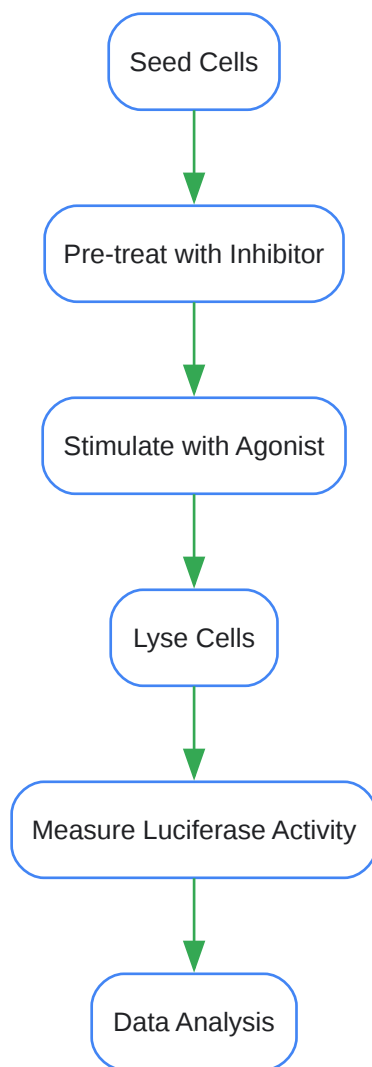 Seed Cells
Pre-treat with Inhibitor
Stimulate with Agonist
Lyse Cells
Measure Luciferase Activity
Data Analysis